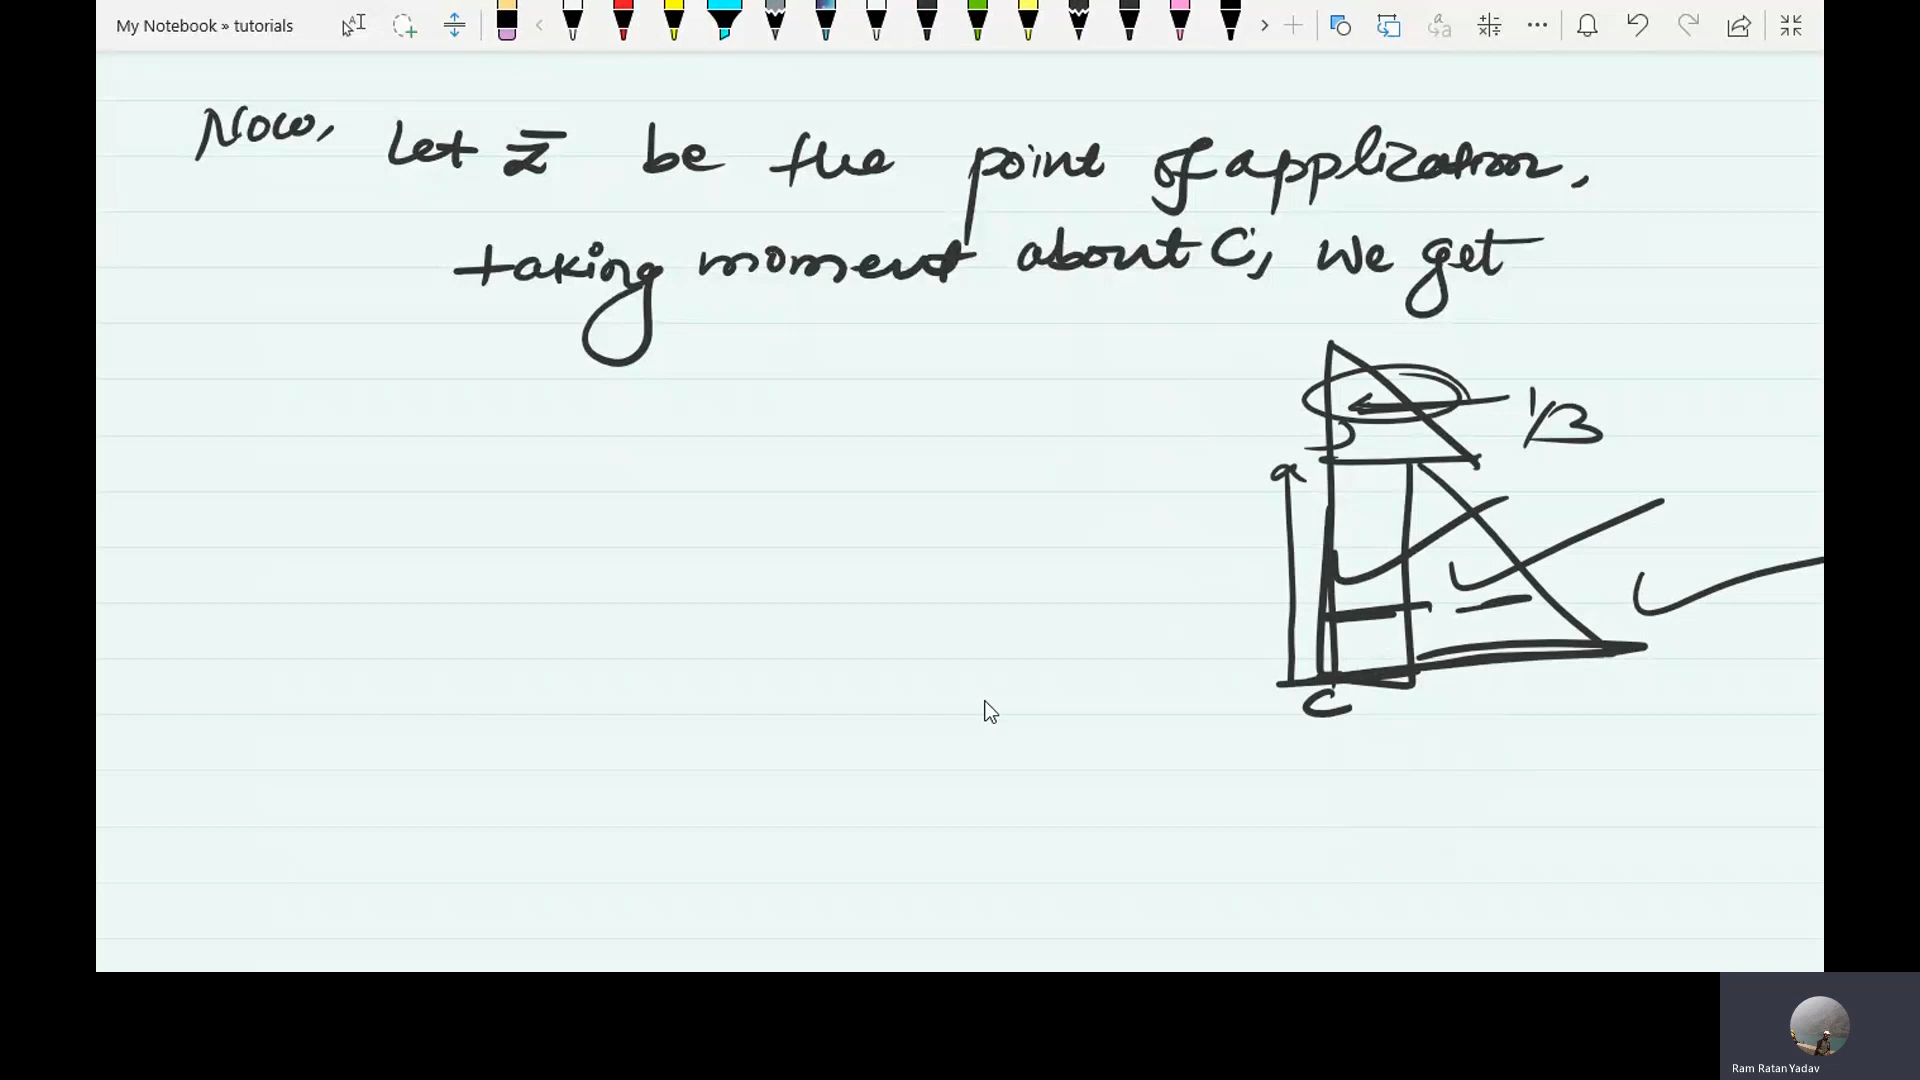 My Notebook » tutorials
Now, Let z̄ be the point of application,
taking moment about C, we get
1/3
C
Ram Ratan Yadav